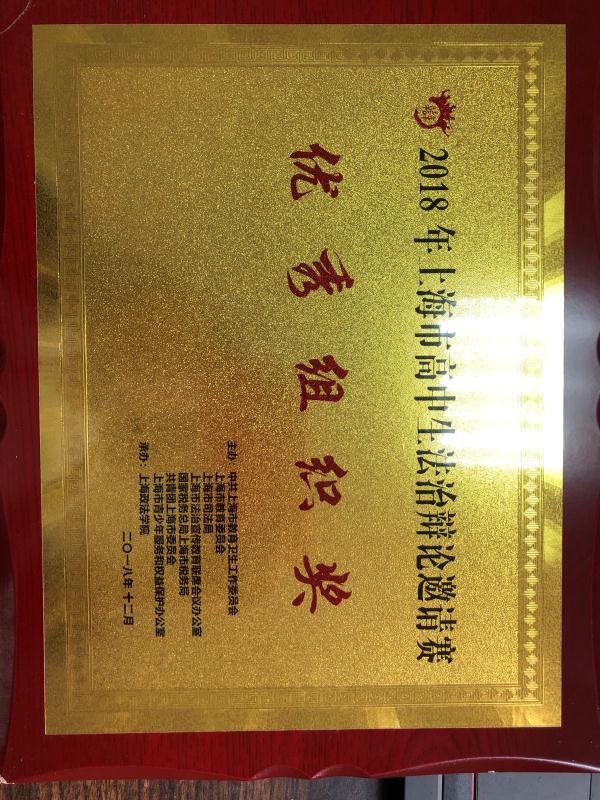 2018年上海市高中生法治辩论邀请赛
优秀组织奖
主办：中共上海市教育卫生工作委员会
上海市教育委员会
上海市司法局
上海市法治宣传教育联席会议办公室
国家税务总局上海市税务局
共青团上海市委员会
上海市青少年服务和权益保护办公室
承办：上海政法学院
二〇一八年十二月